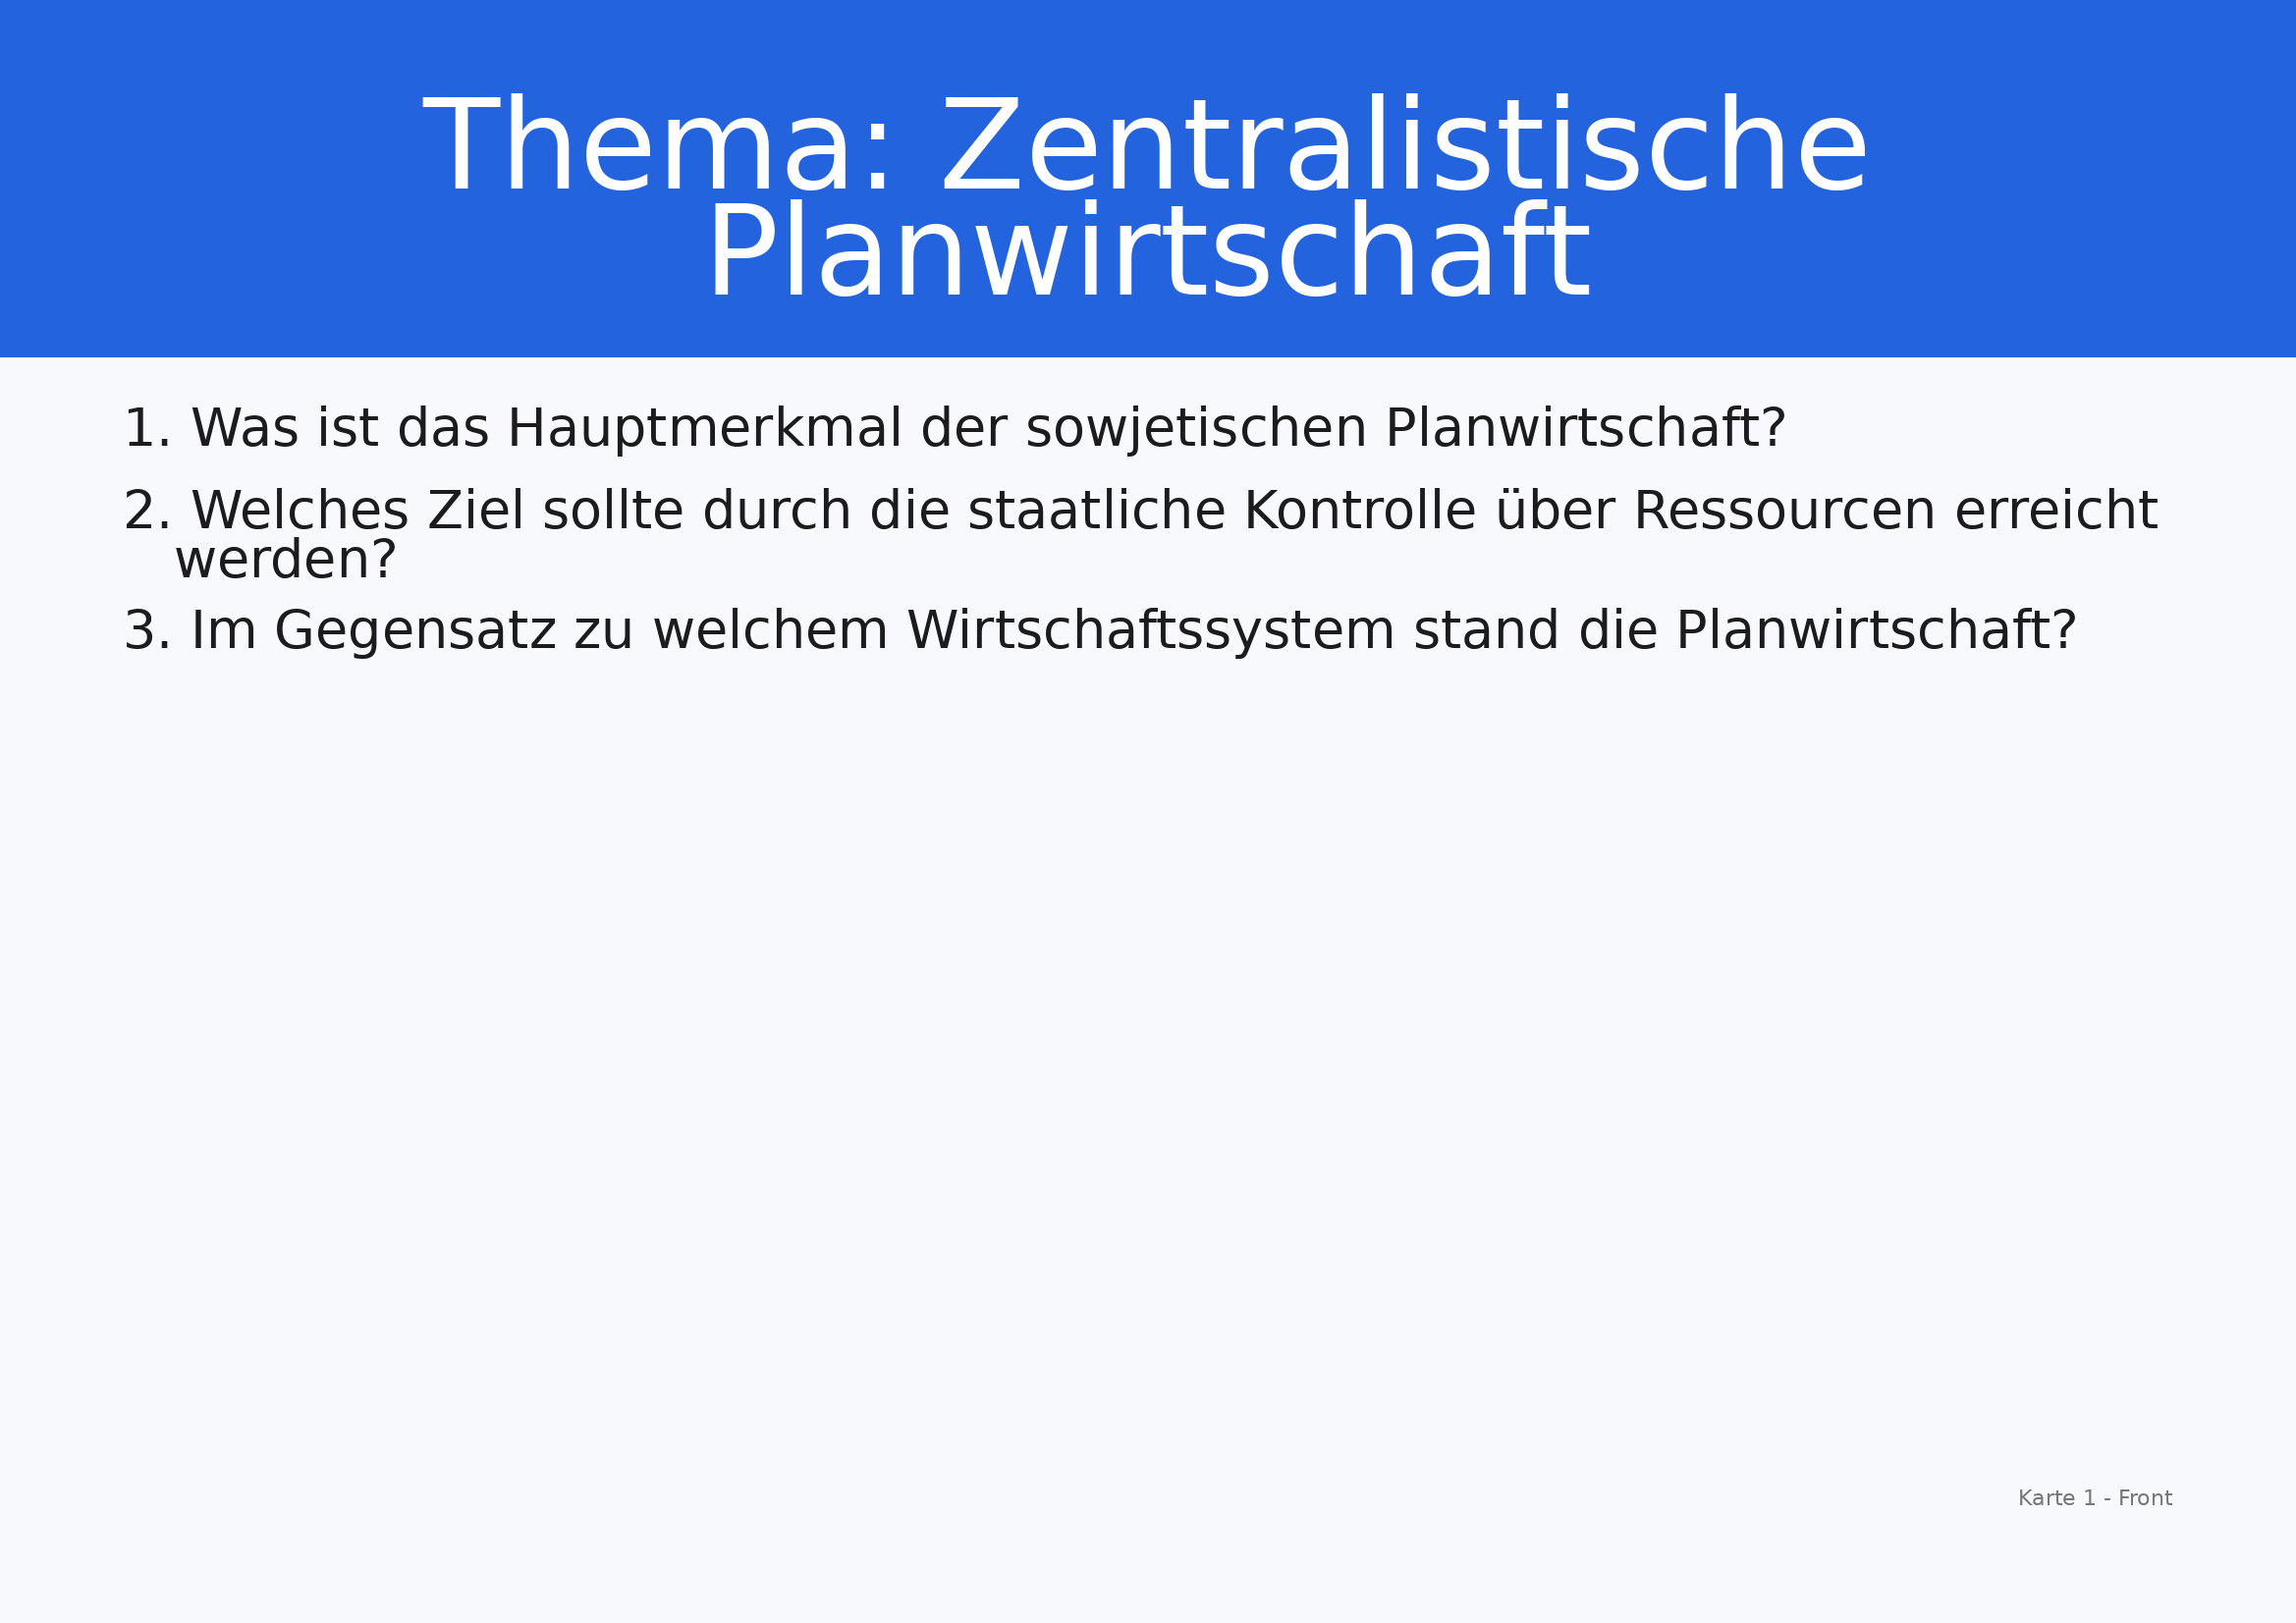 Thema: Zentralistische
Planwirtschaft
1. Was ist das Hauptmerkmal der sowjetischen Planwirtschaft?
2. Welches Ziel sollte durch die staatliche Kontrolle über Ressourcen erreicht
werden?
3. Im Gegensatz zu welchem Wirtschaftssystem stand die Planwirtschaft?
Karte 1 - Front